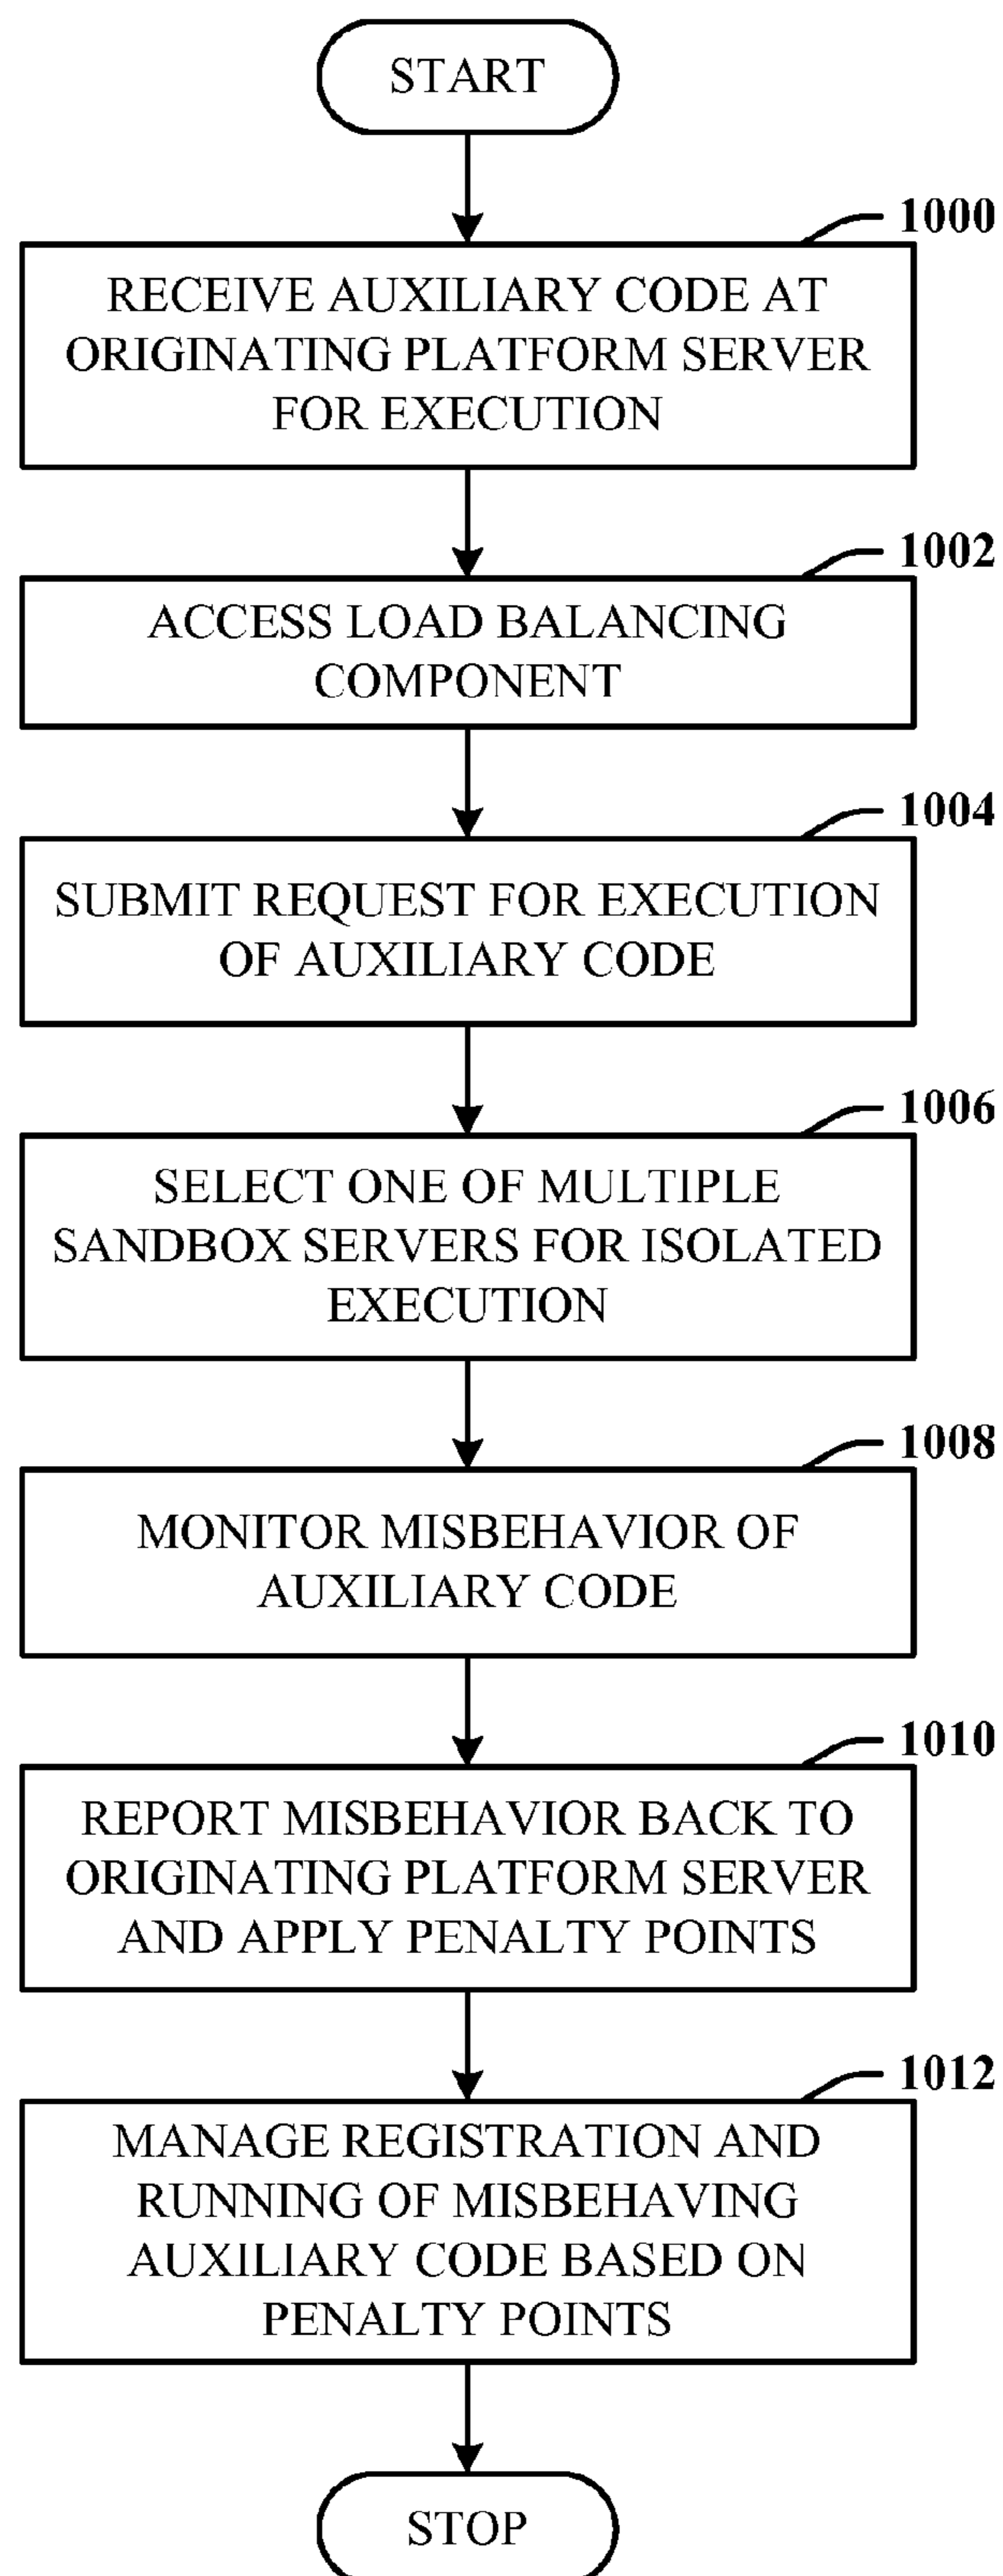 START
1000
RECEIVE AUXILIARY CODE AT
ORIGINATING PLATFORM SERVER
FOR EXECUTION
1002
ACCESS LOAD BALANCING
COMPONENT
1004
SUBMIT REQUEST FOR EXECUTION
OF AUXILIARY CODE
1006
SELECT ONE OF MULTIPLE
SANDBOX SERVERS FOR ISOLATED
EXECUTION
1008
MONITOR MISBEHAVIOR OF
AUXILIARY CODE
1010
REPORT MISBEHAVIOR BACK TO
ORIGINATING PLATFORM SERVER
AND APPLY PENALTY POINTS
1012
MANAGE REGISTRATION AND
RUNNING OF MISBEHAVING
AUXILIARY CODE BASED ON
PENALTY POINTS
STOP